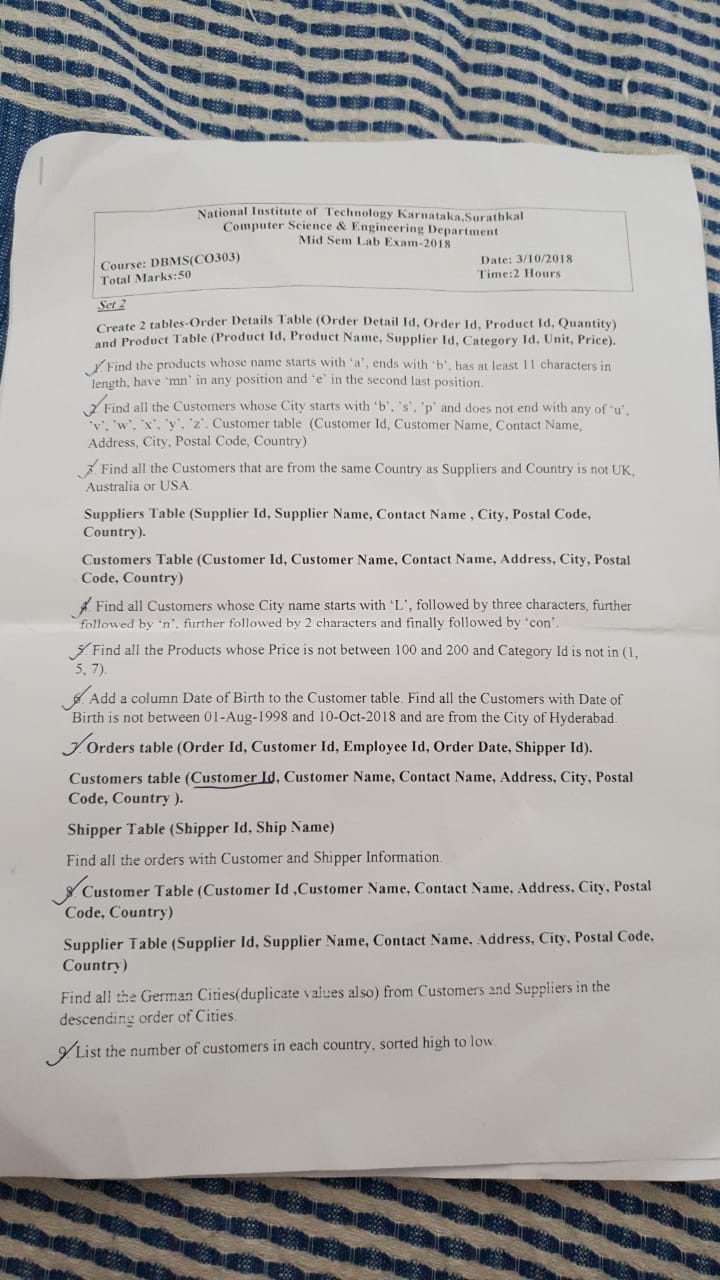 National Institute of Technology Karnataka,Surathkal
Computer Science & Engineering Department
Mid Sem Lab Exam-2018
Course: DBMS(CO303)
Date: 3/10/2018
Total Marks:50
Time:2 Hours
Set 2
Create 2 tables-Order Details Table (Order Detail Id, Order Id, Product Id, Quantity)
and Product Table (Product Id, Product Name, Supplier Id, Category Id, Unit, Price).
1. Find the products whose name starts with 'a', ends with 'b', has at least 11 characters in
length, have 'mn' in any position and 'e' in the second last position.
2. Find all the Customers whose City starts with 'b', 's', 'p' and does not end with any of 'u',
'v', 'w', 'x', 'y', 'z'. Customer table (Customer Id, Customer Name, Contact Name,
Address, City, Postal Code, Country).
3. Find all the Customers that are from the same Country as Suppliers and Country is not UK,
Australia or USA.
Suppliers Table (Supplier Id, Supplier Name, Contact Name , City, Postal Code,
Country).
Customers Table (Customer Id, Customer Name, Contact Name, Address, City, Postal
Code, Country)
4. Find all Customers whose City name starts with 'L', followed by three characters, further
followed by 'n', further followed by 2 characters and finally followed by 'con'.
5. Find all the Products whose Price is not between 100 and 200 and Category Id is not in (1,
5, 7).
6. Add a column Date of Birth to the Customer table. Find all the Customers with Date of
Birth is not between 01-Aug-1998 and 10-Oct-2018 and are from the City of Hyderabad.
7. Orders table (Order Id, Customer Id, Employee Id, Order Date, Shipper Id).
Customers table (Customer Id, Customer Name, Contact Name, Address, City, Postal
Code, Country ).
Shipper Table (Shipper Id, Ship Name)
Find all the orders with Customer and Shipper Information.
8. Customer Table (Customer Id ,Customer Name, Contact Name, Address, City, Postal
Code, Country)
Supplier Table (Supplier Id, Supplier Name, Contact Name, Address, City, Postal Code,
Country)
Find all the German Cities(duplicate values also) from Customers and Suppliers in the
descending order of Cities.
9. List the number of customers in each country, sorted high to low.